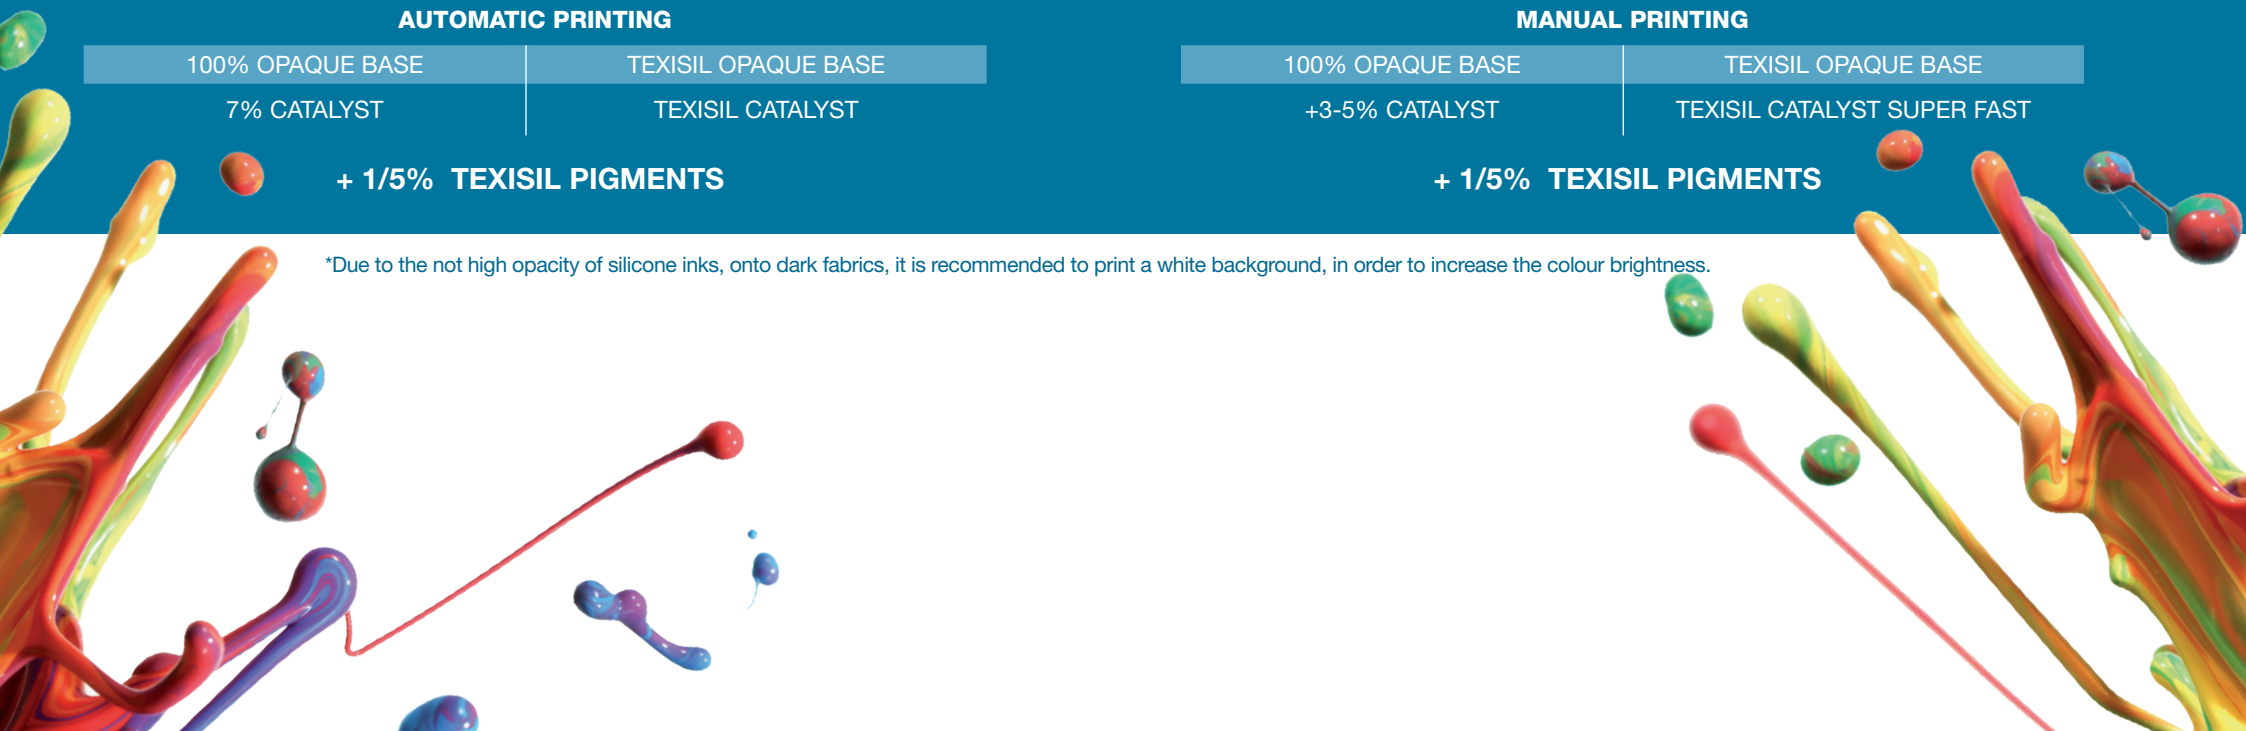 AUTOMATIC PRINTING
100% OPAQUE BASE TEXISIL OPAQUE BASE
7% CATALYST TEXISIL CATALYST
+ 1/5% TEXISIL PIGMENTS
MANUAL PRINTING
100% OPAQUE BASE TEXISIL OPAQUE BASE
+3-5% CATALYST TEXISIL CATALYST SUPER FAST
+ 1/5% TEXISIL PIGMENTS
*Due to the not high opacity of silicone inks, onto dark fabrics, it is recommended to print a white background, in order to increase the colour brightness.